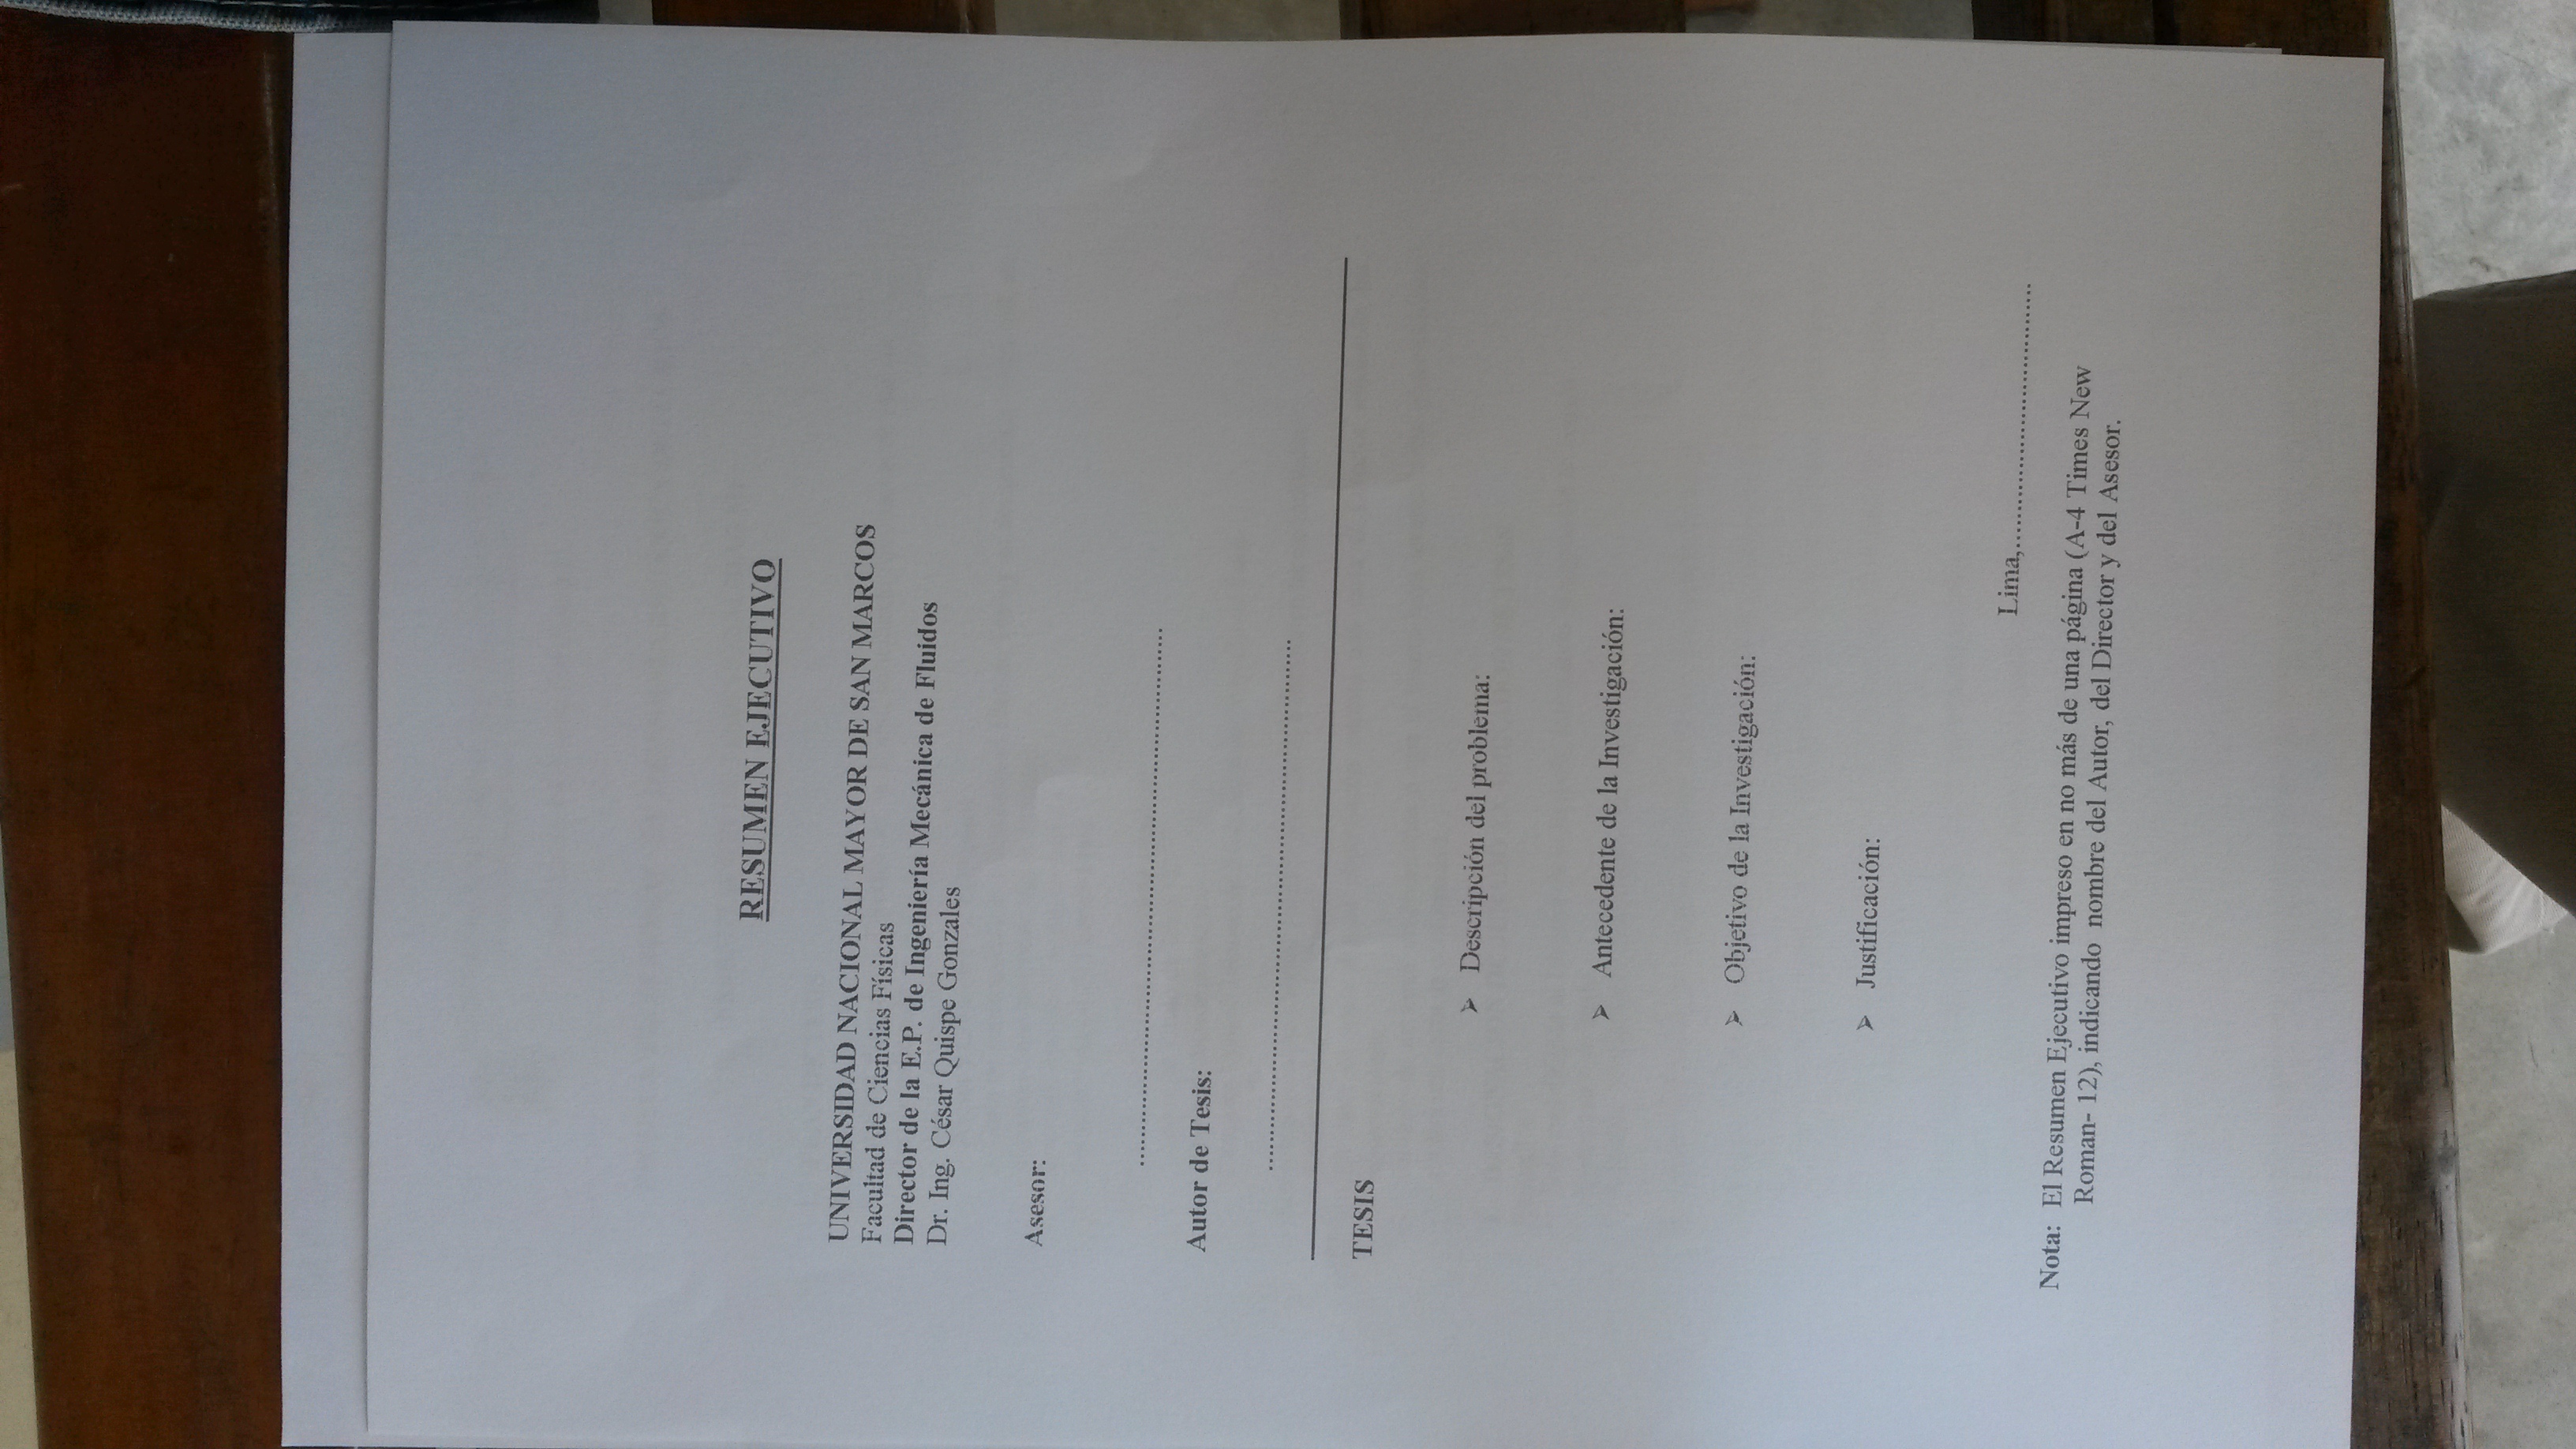 RESUMEN EJECUTIVO
UNIVERSIDAD NACIONAL MAYOR DE SAN MARCOS
Facultad de Ciencias Físicas
Director de la E.P. de Ingeniería Mecánica de Fluidos
Dr. Ing. César Quispe Gonzales
Asesor:
..........................................................................................
Autor de Tesis:
..........................................................................................
TESIS
➢ Descripción del problema:
➢ Antecedente de la Investigación:
➢ Objetivo de la Investigación:
➢ Justificación:
Lima,......................................
Nota: El Resumen Ejecutivo impreso en no más de una página (A-4 Times New
Roman- 12), indicando nombre del Autor, del Director y del Asesor.